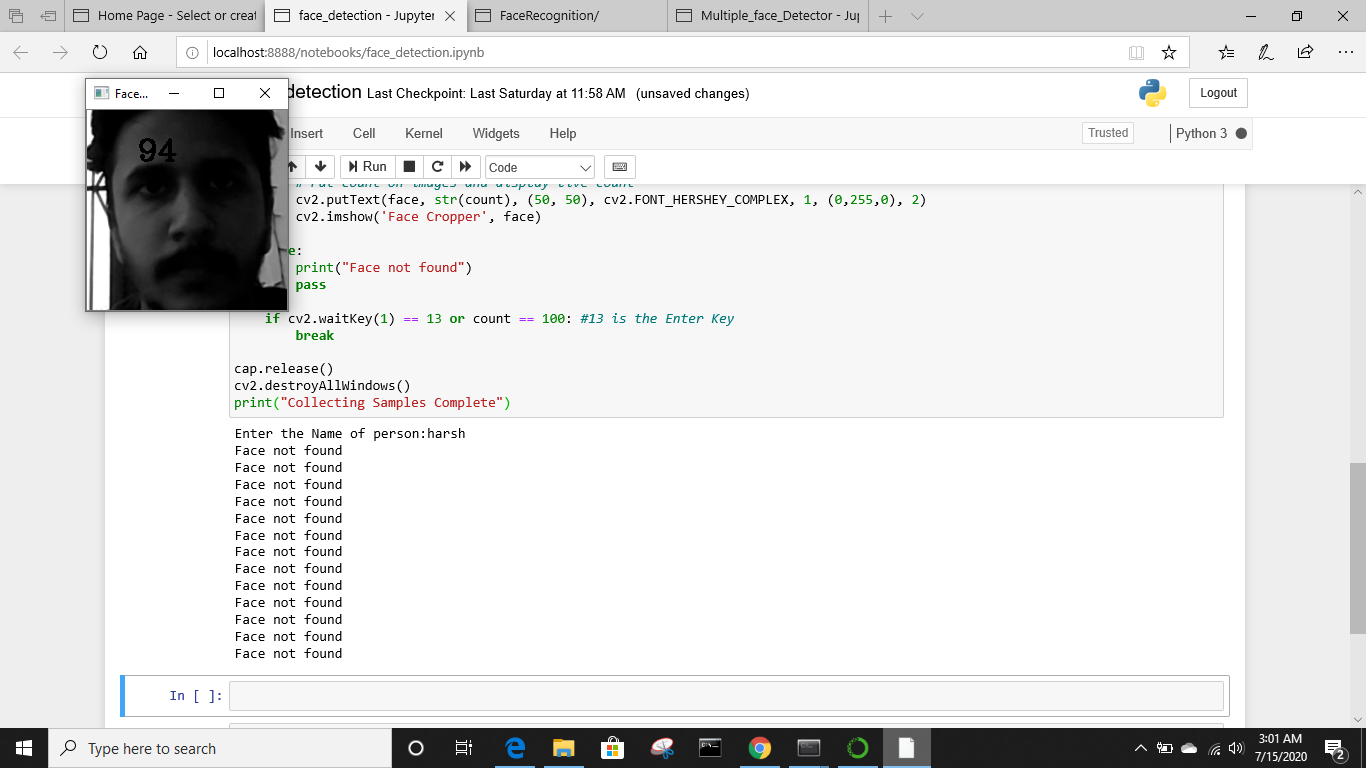 Home Page - Select or creat
face_detection - Jupyter
FaceRecognition/
Multiple_face_Detector - Jup
localhost:8888/notebooks/face_detection.ipynb
Face...
detection Last Checkpoint: Last Saturday at 11:58 AM (unsaved changes)
Logout
94
Insert Cell Kernel Widgets Help
Trusted
Python 3
Run
Code
# Put count on images and display live count
cv2.putText(face, str(count), (50, 50), cv2.FONT_HERSHEY_COMPLEX, 1, (0,255,0), 2)
cv2.imshow('Face Cropper', face)
e:
print("Face not found")
pass
if cv2.waitKey(1) == 13 or count == 100: #13 is the Enter Key
break
cap.release()
cv2.destroyAllWindows()
print("Collecting Samples Complete")
Enter the Name of person:harsh
Face not found
Face not found
Face not found
Face not found
Face not found
Face not found
Face not found
Face not found
Face not found
Face not found
Face not found
Face not found
Face not found
In [ ]:
Type here to search
3:01 AM
7/15/2020
2